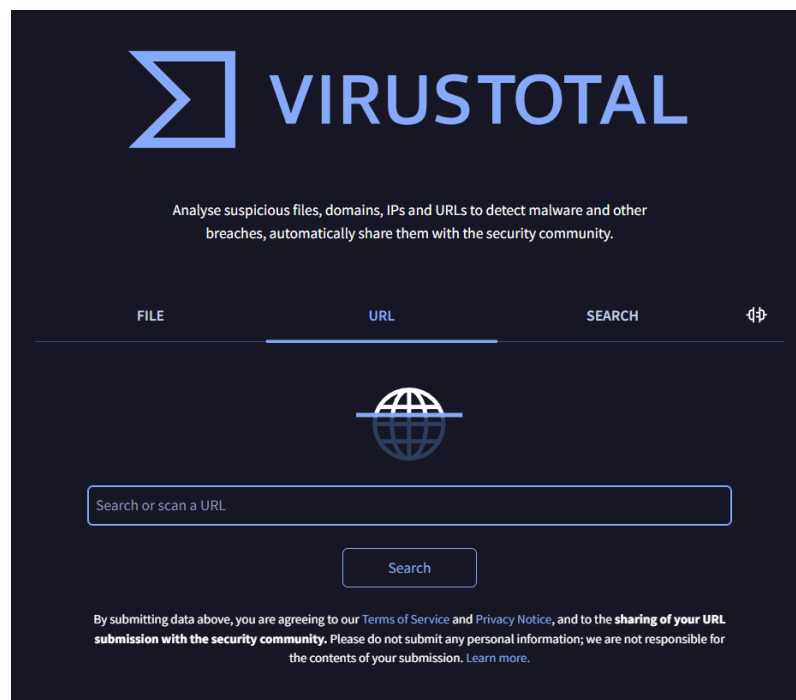 VIRUSTOTAL
Analyse suspicious files, domains, IPs and URLs to detect malware and other
breaches, automatically share them with the security community.
FILE URL SEARCH
Search or scan a URL
Search
By submitting data above, you are agreeing to our Terms of Service and Privacy Notice, and to the sharing of your URL
submission with the security community. Please do not submit any personal information; we are not responsible for
the contents of your submission. Learn more.